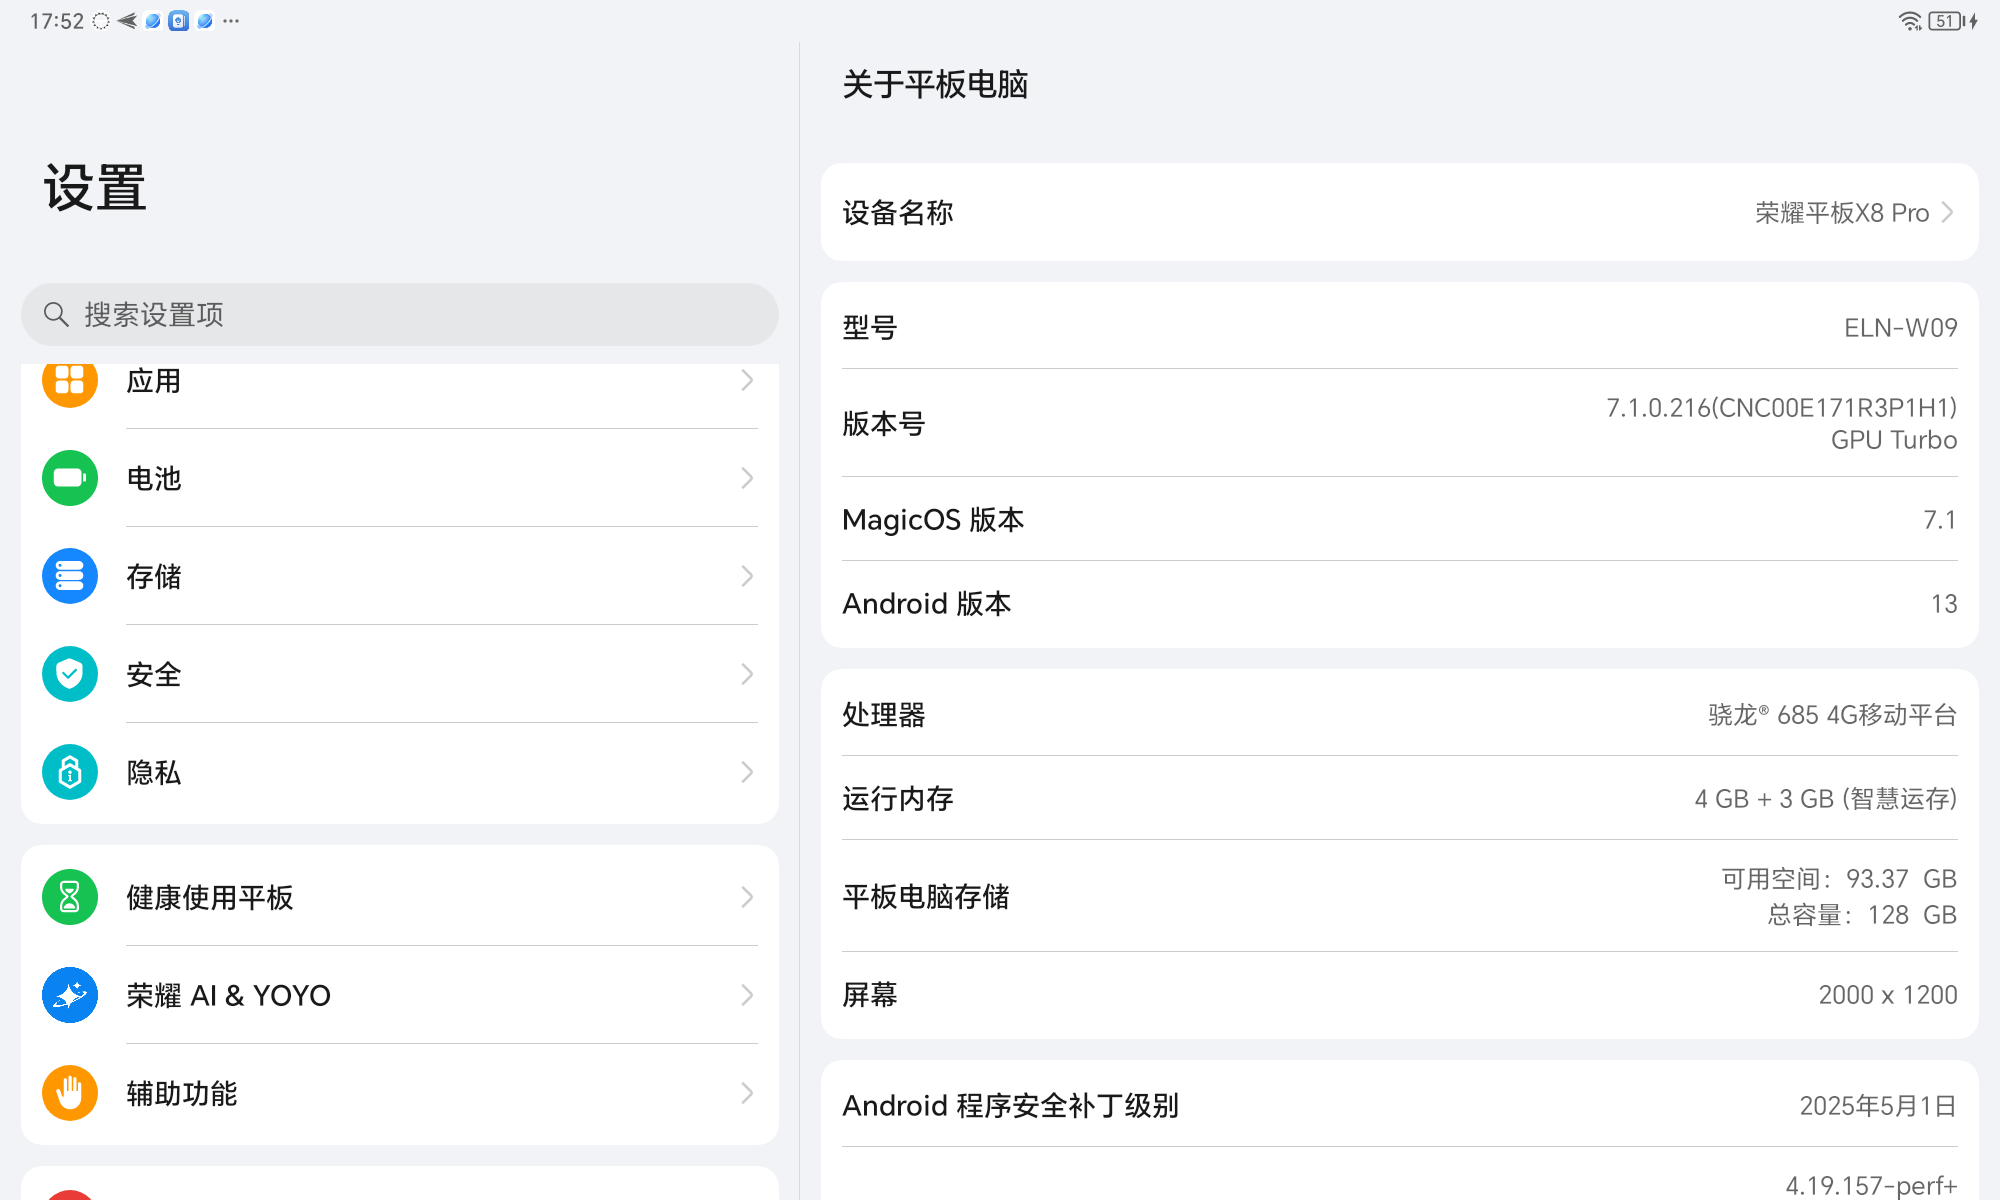 17:52
51
设置
搜索设置项
应用
电池
存储
安全
隐私
健康使用平板
荣耀 AI & YOYO
辅助功能
关于平板电脑
设备名称
荣耀平板X8 Pro
型号
ELN-W09
版本号
7.1.0.216(CNC00E171R3P1H1)
GPU Turbo
MagicOS 版本
7.1
Android 版本
13
处理器
骁龙® 685 4G移动平台
运行内存
4 GB + 3 GB (智慧运存)
平板电脑存储
可用空间： 93.37 GB
总容量： 128 GB
屏幕
2000 x 1200
Android 程序安全补丁级别
2025年5月1日
4.19.157-perf+